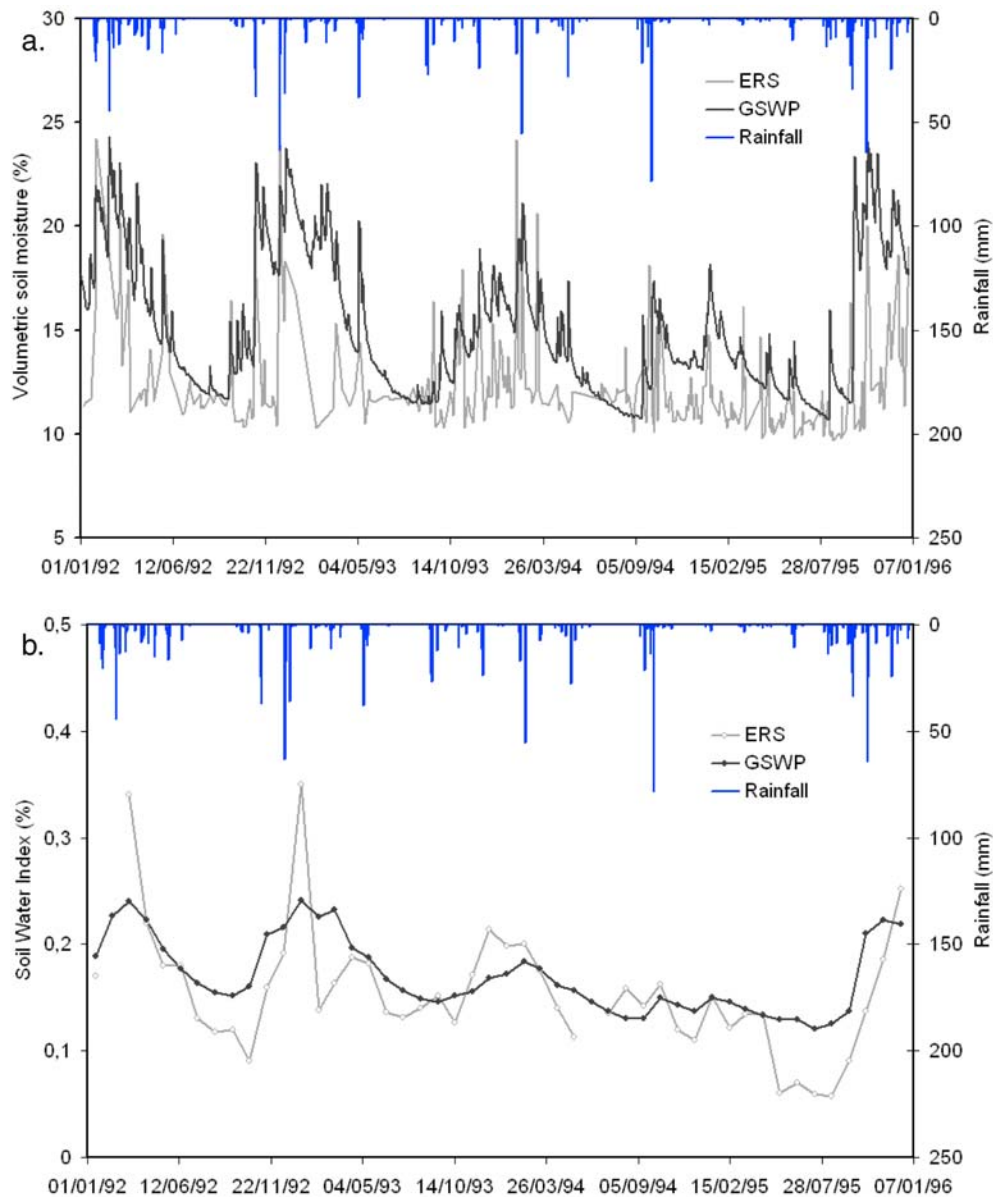 a.
30
25
20
15
10
5
Volumetric soil moisture (%)
ERS
GSWP
Rainfall
0
50
100
150
200
250
Rainfall (mm)
01/01/92 12/06/92 22/11/92 04/05/93 14/10/93 26/03/94 05/09/94 15/02/95 28/07/95 07/01/96
b.
0,5
0,4
0,3
0,2
0,1
0
Soil Water Index (%)
ERS
GSWP
Rainfall
0
50
100
150
200
250
Rainfall (mm)
01/01/92 12/06/92 22/11/92 04/05/93 14/10/93 26/03/94 05/09/94 15/02/95 28/07/95 07/01/96